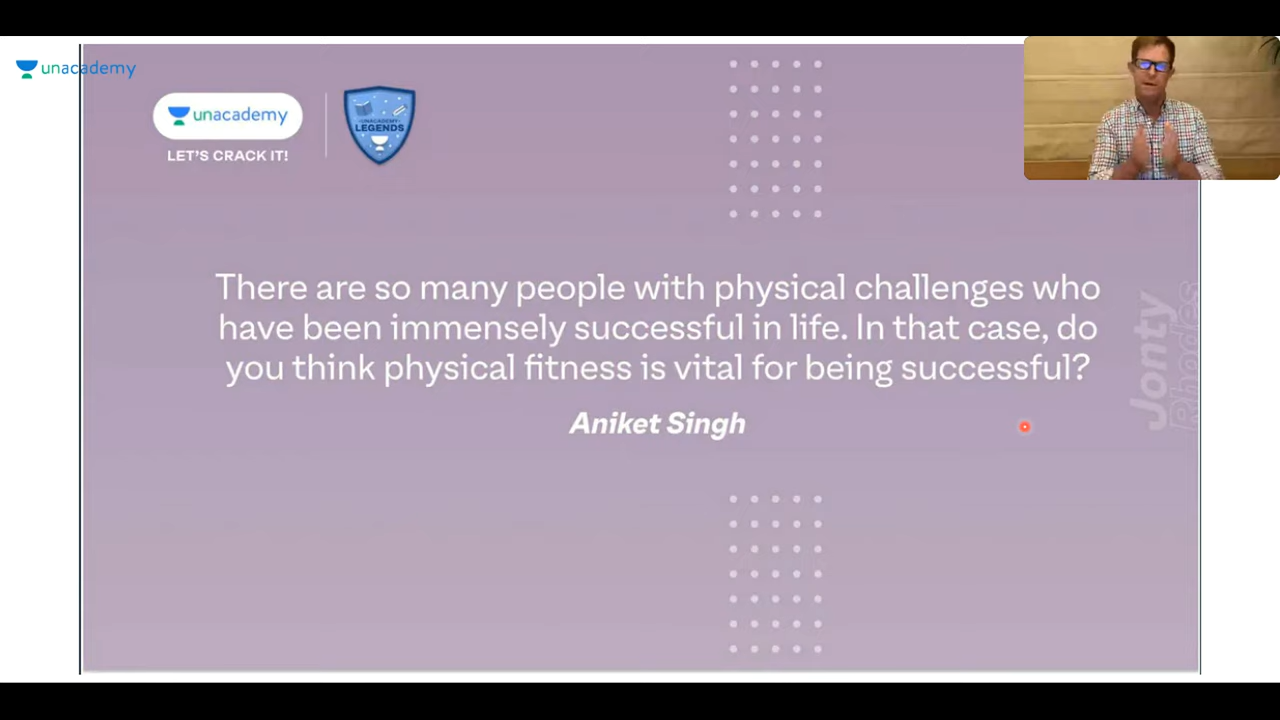 unacademy
unacademy
LET'S CRACK IT!
UNACADEMY
LEGENDS
There are so many people with physical challenges who
have been immensely successful in life. In that case, do
you think physical fitness is vital for being successful?
Aniket Singh
Jonty
Rhodes